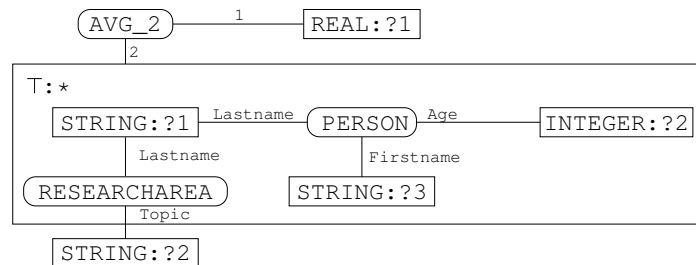 AVG_2 1 REAL:?1
2
⊤:*
STRING:?1 Lastname PERSON Age INTEGER:?2
Lastname Firstname
RESEARCHAREA STRING:?3
Topic
STRING:?2